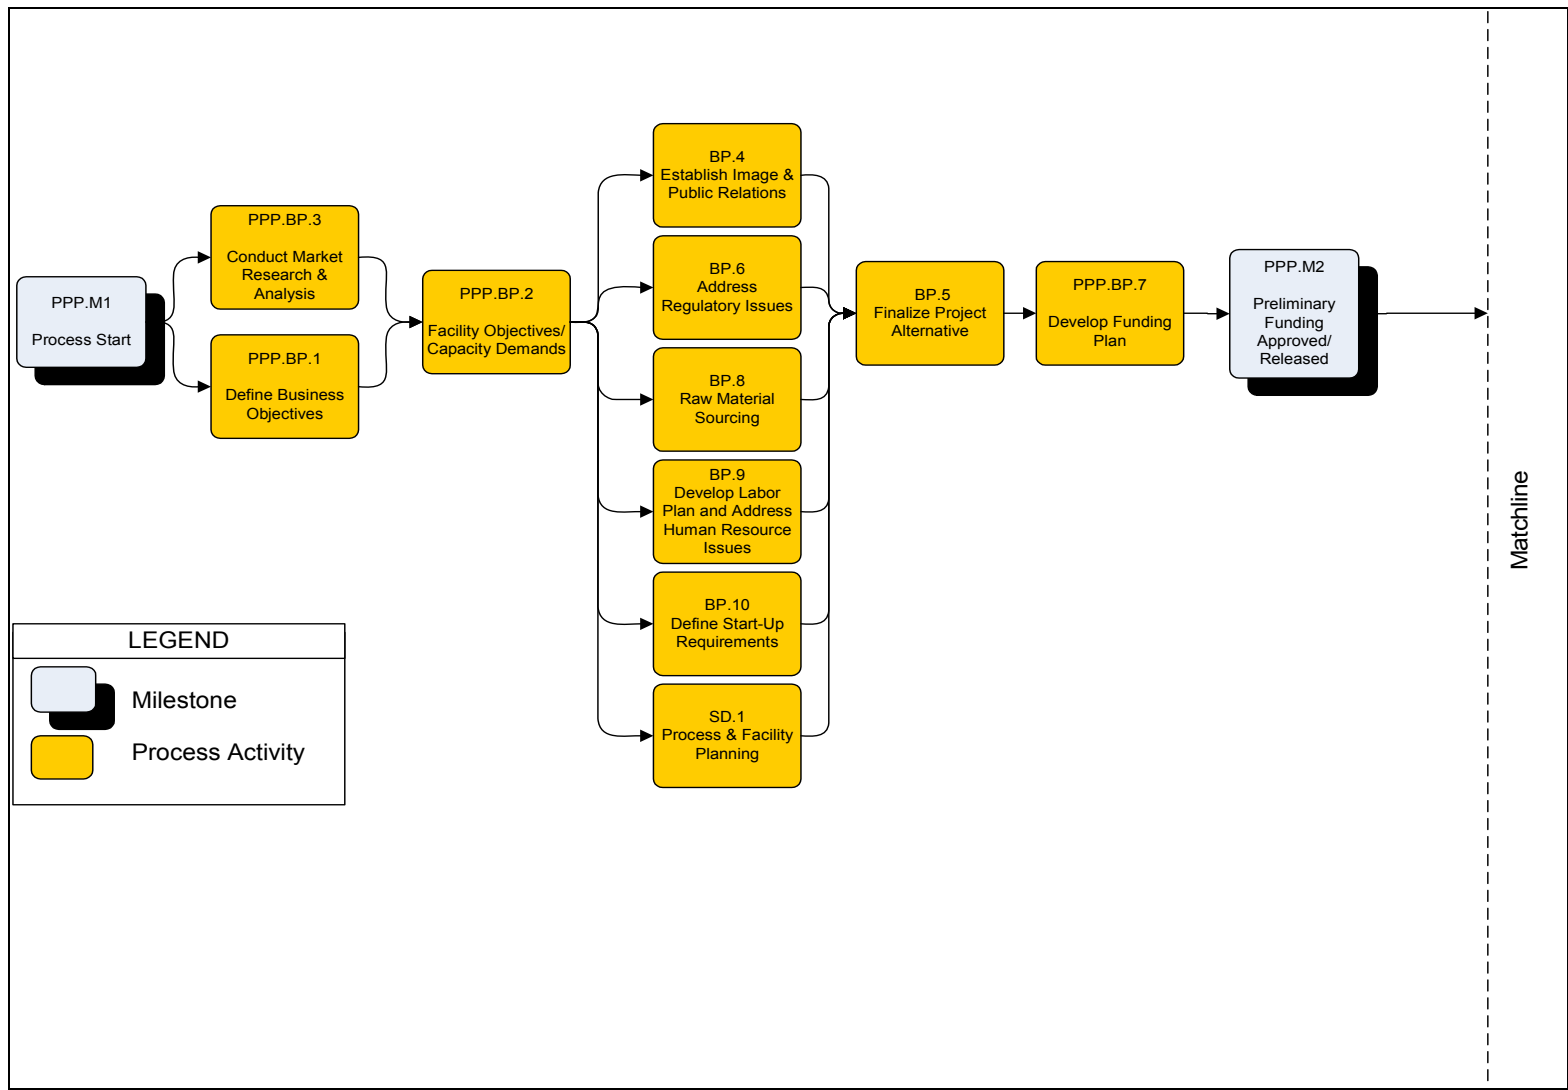 PPP.M1
Process Start
PPP.BP.3
Conduct Market
Research &
Analysis
PPP.BP.1
Define Business
Objectives
PPP.BP.2
Facility Objectives/
Capacity Demands
BP.4
Establish Image &
Public Relations
BP.6
Address
Regulatory Issues
BP.8
Raw Material
Sourcing
BP.9
Develop Labor
Plan and Address
Human Resource
Issues
BP.10
Define Start-Up
Requirements
SD.1
Process & Facility
Planning
BP.5
Finalize Project
Alternative
PPP.BP.7
Develop Funding
Plan
PPP.M2
Preliminary
Funding
Approved/
Released
Matchline
LEGEND
Milestone
Process Activity